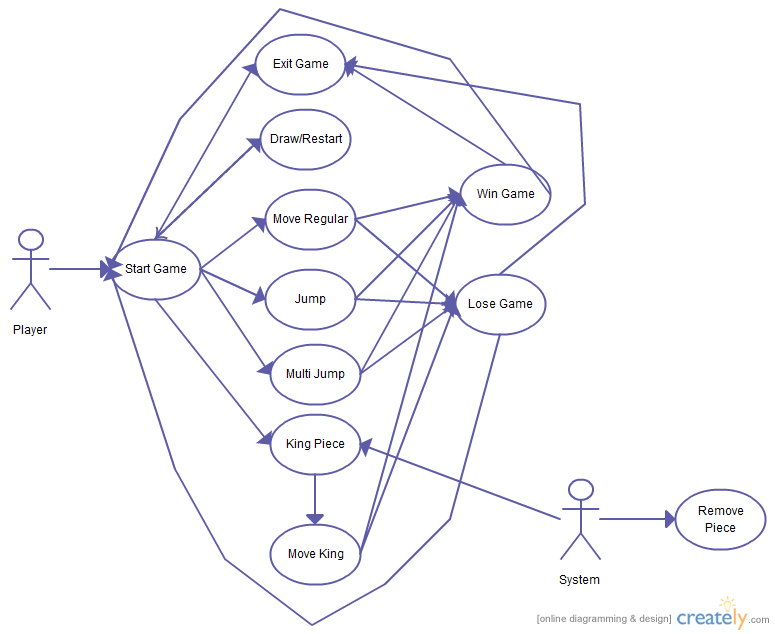 Exit Game
Draw/Restart
Win Game
Move Regular
Start Game
Jump
Lose Game
Player
Multi Jump
King Piece
Remove
Piece
Move King
System
[online diagramming & design] creately.com